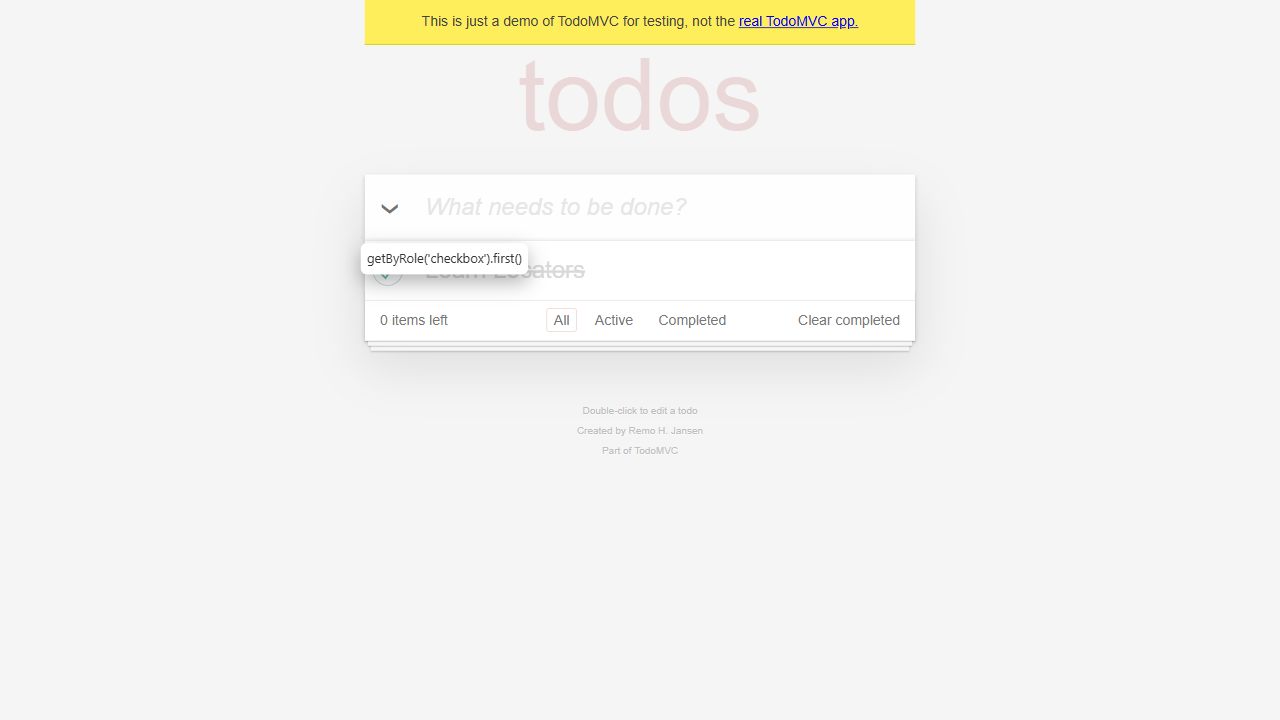 This is just a demo of TodoMVC for testing, not the real TodoMVC app.
todos
What needs to be done?
getByRole('checkbox').first()
Learn Locators
0 items left
All
Active
Completed
Clear completed
Double-click to edit a todo
Created by Remo H. Jansen
Part of TodoMVC